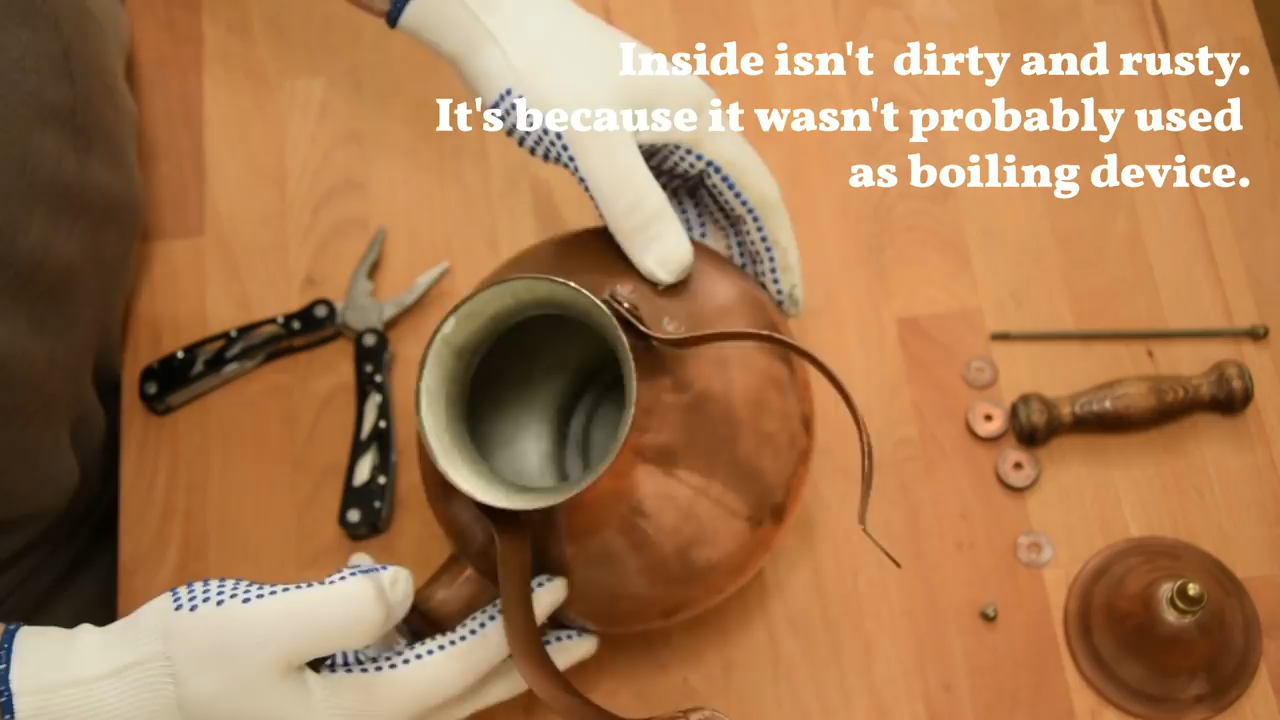 Inside isn't dirty and rusty.
It's because it wasn't probably used
as boiling device.